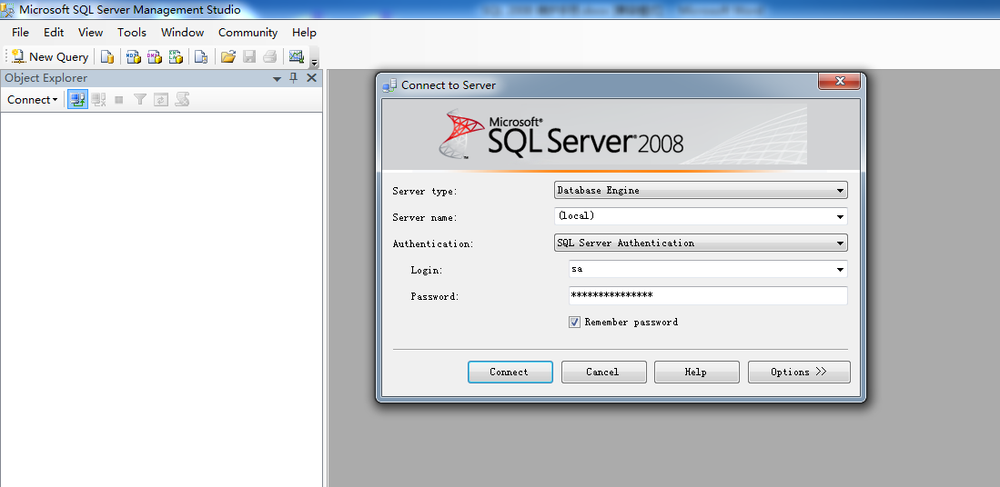 Microsoft SQL Server Management Studio
File Edit View Tools Window Community Help
New Query
Object Explorer
Connect
Connect to Server
Microsoft®
SQL Server® 2008
Server type: Database Engine
Server name: (local)
Authentication: SQL Server Authentication
Login: sa
Password: ***************
Remember password
Connect Cancel Help Options >>